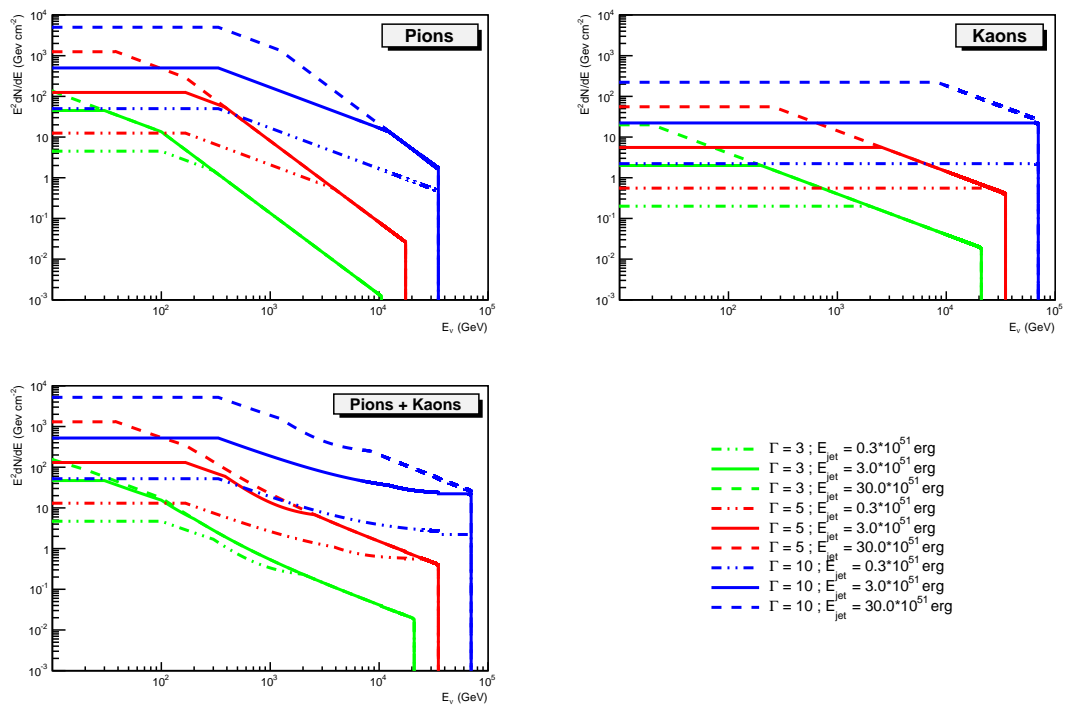 Pions
E²dN/dE (Gev cm⁻²)
10⁴
10³
10²
10
1
10⁻¹
10⁻²
10⁻³
10² 10³ 10⁴ 10⁵
E_ν (GeV)
Kaons
E²dN/dE (Gev cm⁻²)
10⁴
10³
10²
10
1
10⁻¹
10⁻²
10⁻³
10² 10³ 10⁴ 10⁵
E_ν (GeV)
Pions + Kaons
E²dN/dE (Gev cm⁻²)
10⁴
10³
10²
10
1
10⁻¹
10⁻²
10⁻³
10² 10³ 10⁴ 10⁵
E_ν (GeV)
Γ = 3 ; E_jet = 0.3*10⁵¹ erg
Γ = 3 ; E_jet = 3.0*10⁵¹ erg
Γ = 3 ; E_jet = 30.0*10⁵¹ erg
Γ = 5 ; E_jet = 0.3*10⁵¹ erg
Γ = 5 ; E_jet = 3.0*10⁵¹ erg
Γ = 5 ; E_jet = 30.0*10⁵¹ erg
Γ = 10 ; E_jet = 0.3*10⁵¹ erg
Γ = 10 ; E_jet = 3.0*10⁵¹ erg
Γ = 10 ; E_jet = 30.0*10⁵¹ erg